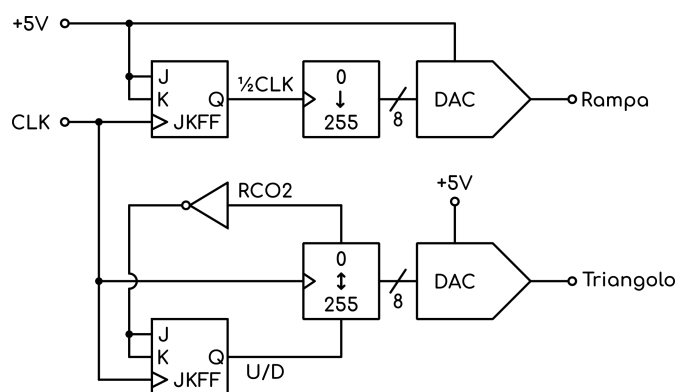 +5V
J
K
Q
JKFF
½CLK
0
↓
255
8
DAC
Rampa
CLK
RCO2
+5V
0
↕
255
8
DAC
Triangolo
J
K
Q
JKFF
U/D